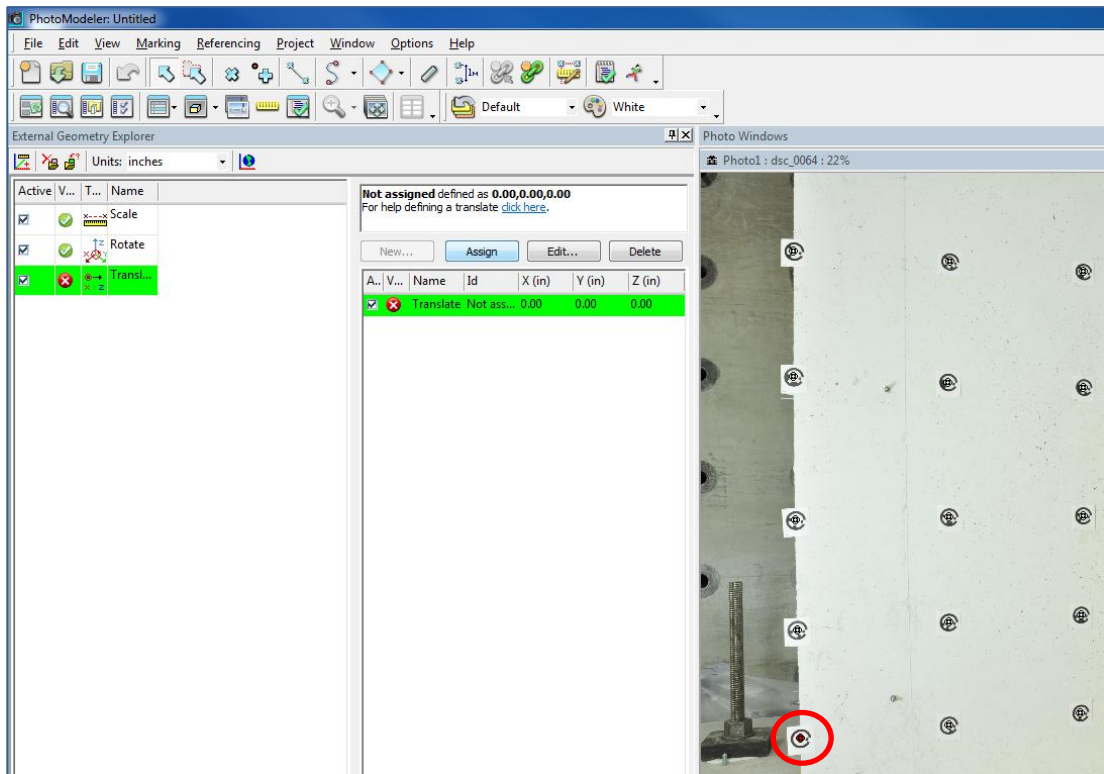 PhotoModeler: Untitled
File Edit View Marking Referencing Project Window Options Help
Default White
External Geometry Explorer
Photo Windows
Units: inches
Photo1 : dsc_0064 : 22%
Active V... T... Name
Scale
Rotate
Transl...
Not assigned defined as 0.00,0.00,0.00
For help defining a translate click here.
New... Assign Edit... Delete
A.. V... Name Id X (in) Y (in) Z (in)
Translate Not ass... 0.00 0.00 0.00